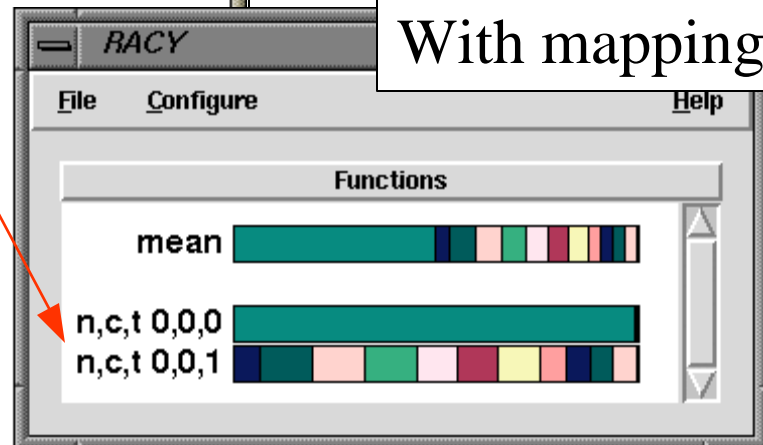 With mapping
RACY
File Configure Help
Functions
mean
n,c,t 0,0,0
n,c,t 0,0,1